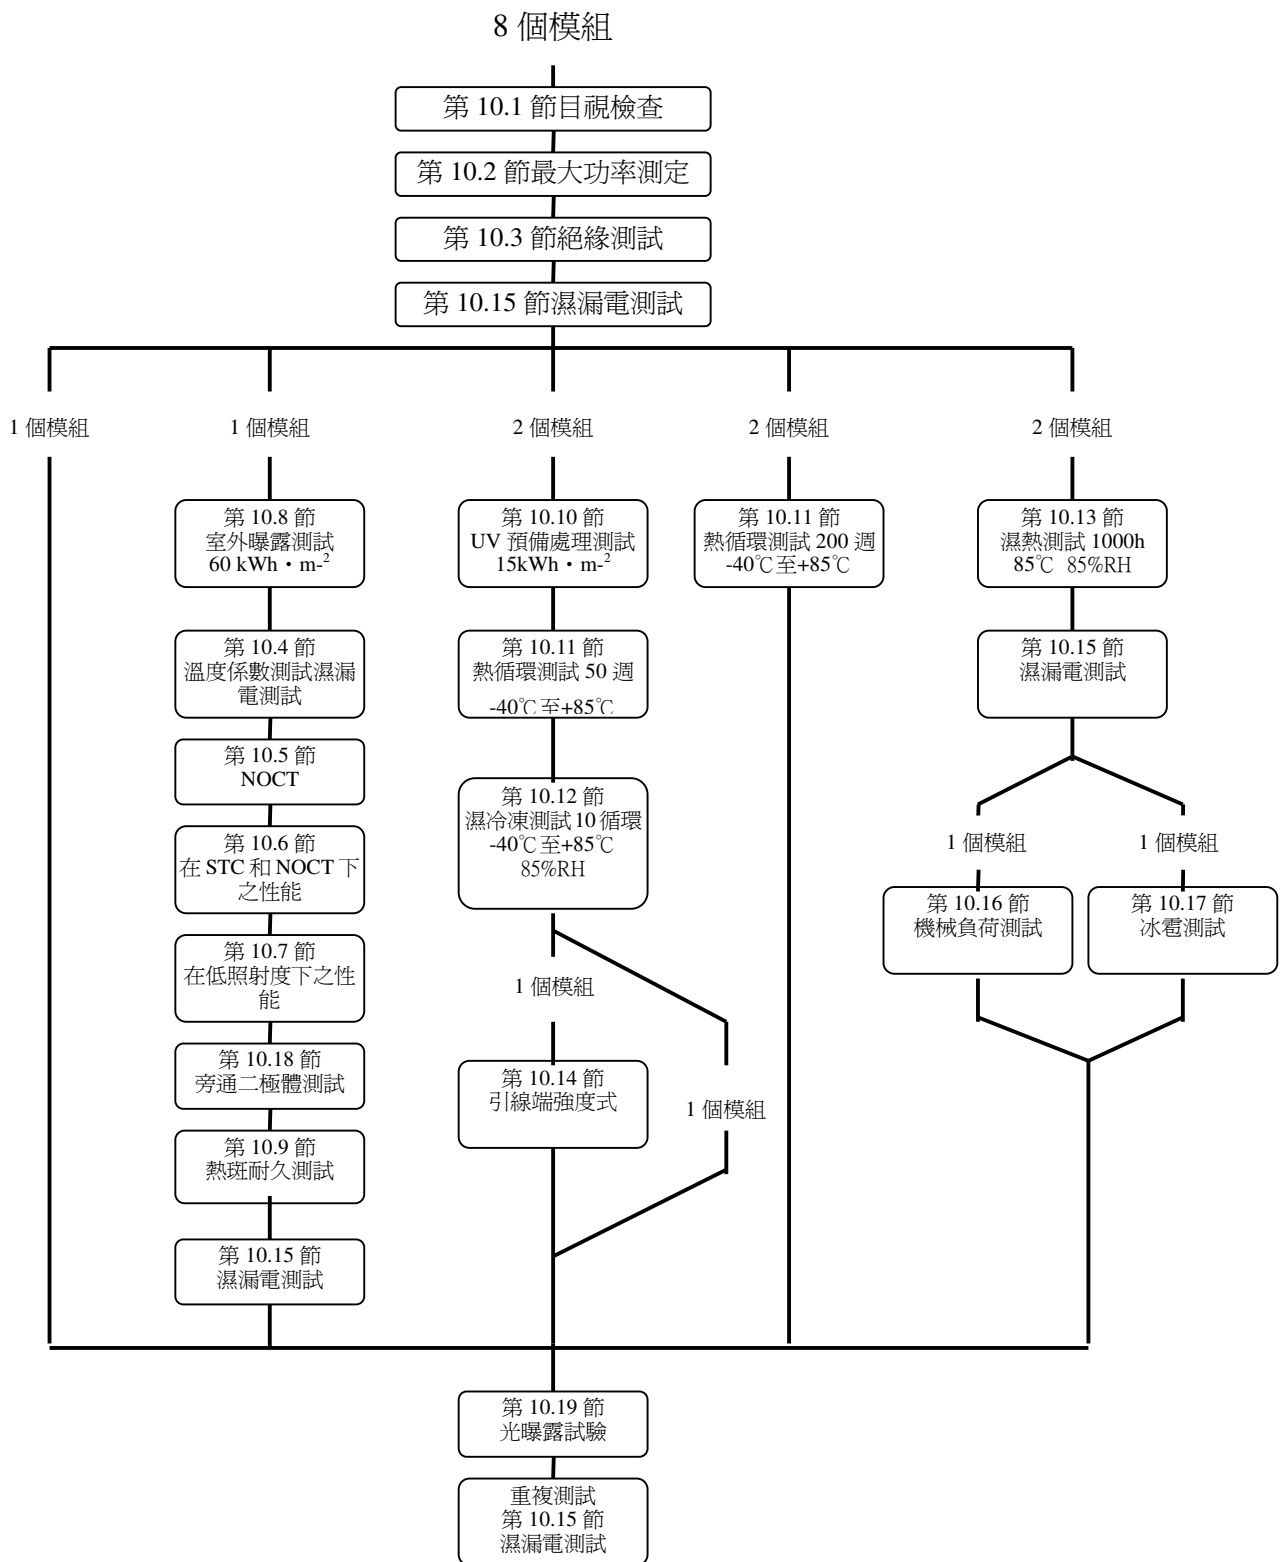 8 個模組
第 10.1 節目視檢查
第 10.2 節最大功率測定
第 10.3 節絕緣測試
第 10.15 節濕漏電測試
1 個模組
1 個模組
2 個模組
2 個模組
2 個模組
第 10.8 節
室外曝露測試
60 kWh・m-²
第 10.4 節
溫度係數測試濕漏
電測試
第 10.5 節
NOCT
第 10.6 節
在 STC 和 NOCT 下
之性能
第 10.7 節
在低照射度下之性
能
第 10.18 節
旁通二極體測試
第 10.9 節
熱斑耐久測試
第 10.15 節
濕漏電測試
第 10.10 節
UV 預備處理測試
15kWh・m-²
第 10.11 節
熱循環測試 50 週
-40℃至+85℃
第 10.12 節
濕冷凍測試 10 循環
-40℃至+85℃
85%RH
1 個模組
第 10.14 節
引線端強度式
1 個模組
第 10.11 節
熱循環測試 200 週
-40℃至+85℃
第 10.13 節
濕熱測試 1000h
85℃ 85%RH
第 10.15 節
濕漏電測試
1 個模組
1 個模組
第 10.16 節
機械負荷測試
第 10.17 節
冰雹測試
第 10.19 節
光曝露試驗
重複測試
第 10.15 節
濕漏電測試